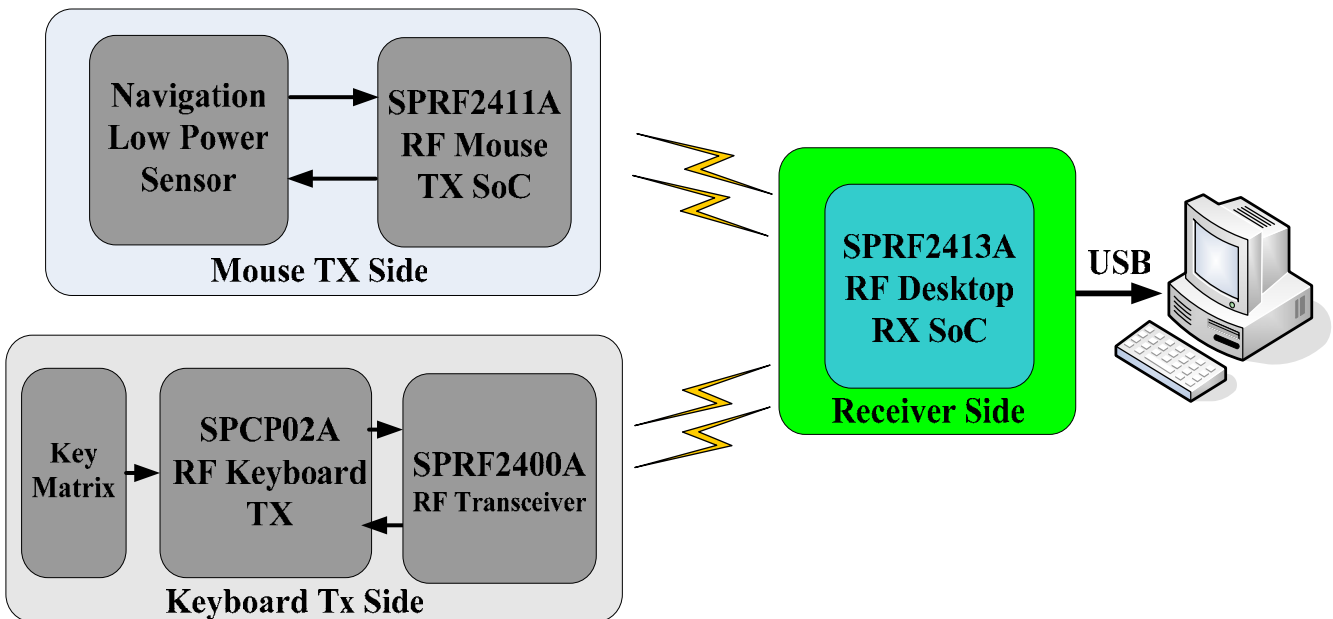 Navigation
Low Power
Sensor
SPRF2411A
RF Mouse
TX SoC
Mouse TX Side
SPRF2413A
RF Desktop
RX SoC
Receiver Side
USB
Key
Matrix
SPCP02A
RF Keyboard
TX
SPRF2400A
RF Transceiver
Keyboard Tx Side